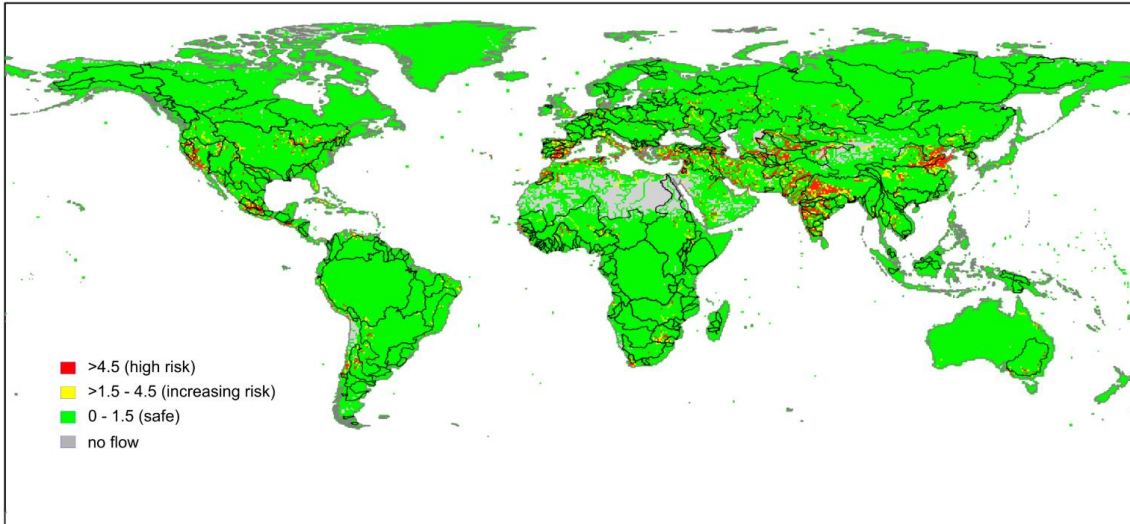 >4.5 (high risk)
>1.5 - 4.5 (increasing risk)
0 - 1.5 (safe)
no flow